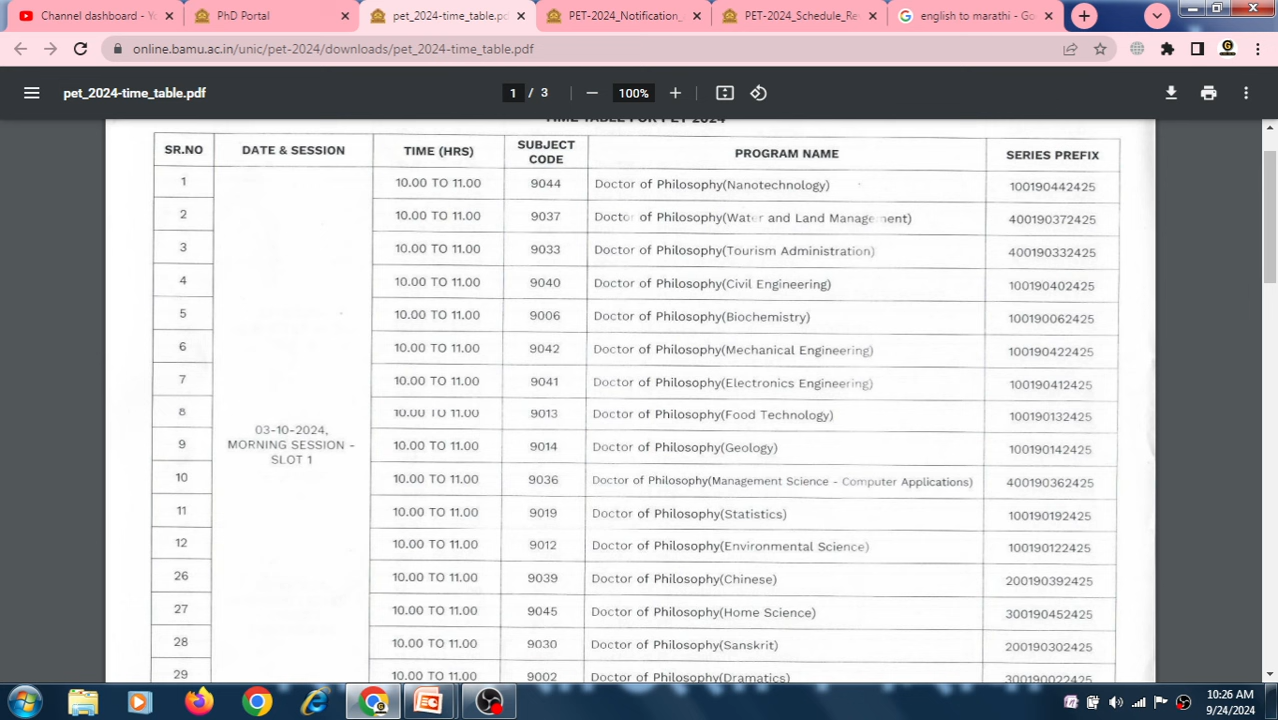 Channel dashboard - Y
PhD Portal
pet_2024-time_table.pd
PET-2024_Notification_
PET-2024_Schedule_Re
english to marathi - Go
online.bamu.ac.in/unic/pet-2024/downloads/pet_2024-time_table.pdf
pet_2024-time_table.pdf 1 / 3 100%
TIME TABLE FOR PET 2024
SR.NO DATE & SESSION TIME (HRS) SUBJECT CODE PROGRAM NAME SERIES PREFIX
1 10.00 TO 11.00 9044 Doctor of Philosophy(Nanotechnology) 100190442425
2 10.00 TO 11.00 9037 Doctor of Philosophy(Water and Land Management) 400190372425
3 10.00 TO 11.00 9033 Doctor of Philosophy(Tourism Administration) 400190332425
4 10.00 TO 11.00 9040 Doctor of Philosophy(Civil Engineering) 100190402425
5 10.00 TO 11.00 9006 Doctor of Philosophy(Biochemistry) 100190062425
6 10.00 TO 11.00 9042 Doctor of Philosophy(Mechanical Engineering) 100190422425
7 10.00 TO 11.00 9041 Doctor of Philosophy(Electronics Engineering) 100190412425
8 10.00 TO 11.00 9013 Doctor of Philosophy(Food Technology) 100190132425
03-10-2024,
MORNING SESSION -
SLOT 1
9 10.00 TO 11.00 9014 Doctor of Philosophy(Geology) 100190142425
10 10.00 TO 11.00 9036 Doctor of Philosophy(Management Science - Computer Applications) 400190362425
11 10.00 TO 11.00 9019 Doctor of Philosophy(Statistics) 100190192425
12 10.00 TO 11.00 9012 Doctor of Philosophy(Environmental Science) 100190122425
26 10.00 TO 11.00 9039 Doctor of Philosophy(Chinese) 200190392425
27 10.00 TO 11.00 9045 Doctor of Philosophy(Home Science) 300190452425
28 10.00 TO 11.00 9030 Doctor of Philosophy(Sanskrit) 200190302425
29 10.00 TO 11.00 9002 Doctor of Philosophy(Dramatics) 300190022425
10:26 AM
9/24/2024